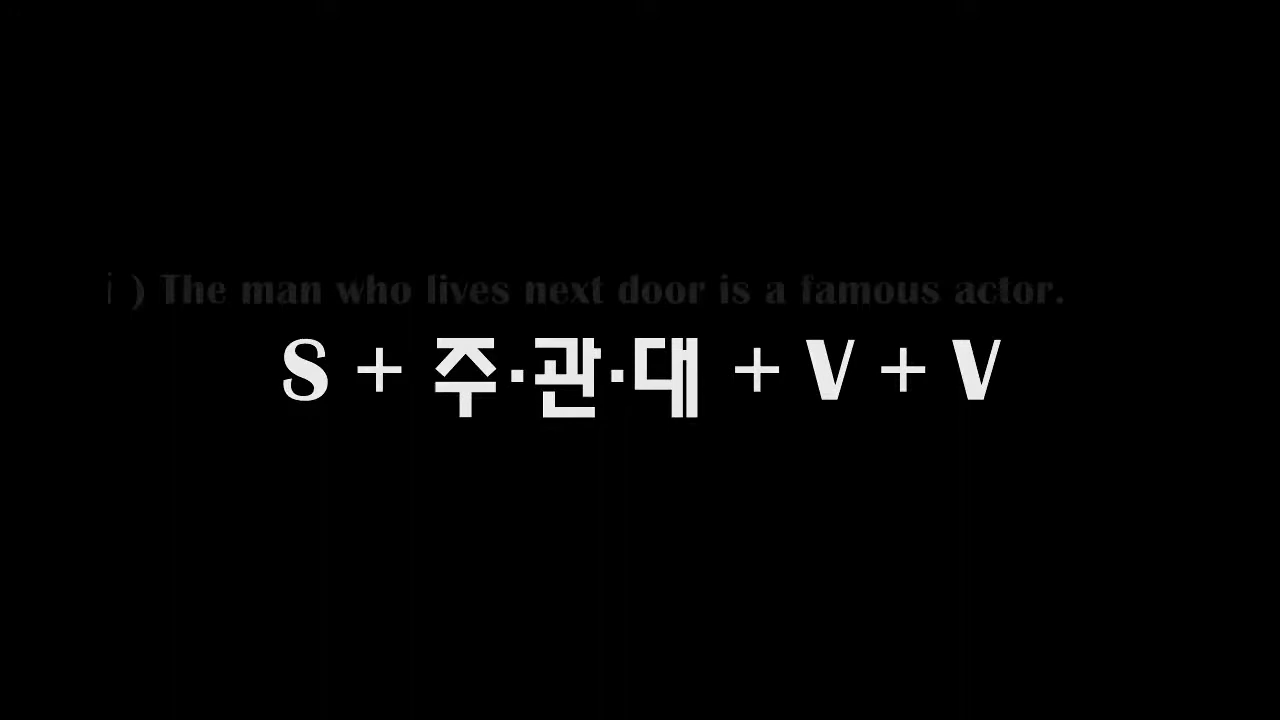 i ) The man who lives next door is a famous actor.
S + 주·관·대 + V + V